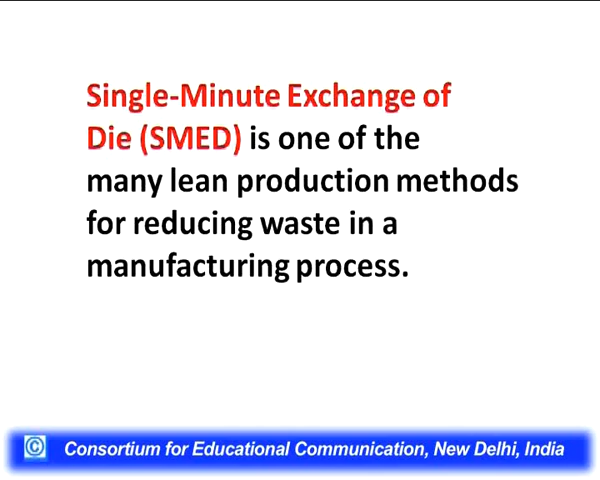 Single-Minute Exchange of
Die (SMED) is one of the
many lean production methods
for reducing waste in a
manufacturing process.
© Consortium for Educational Communication, New Delhi, India